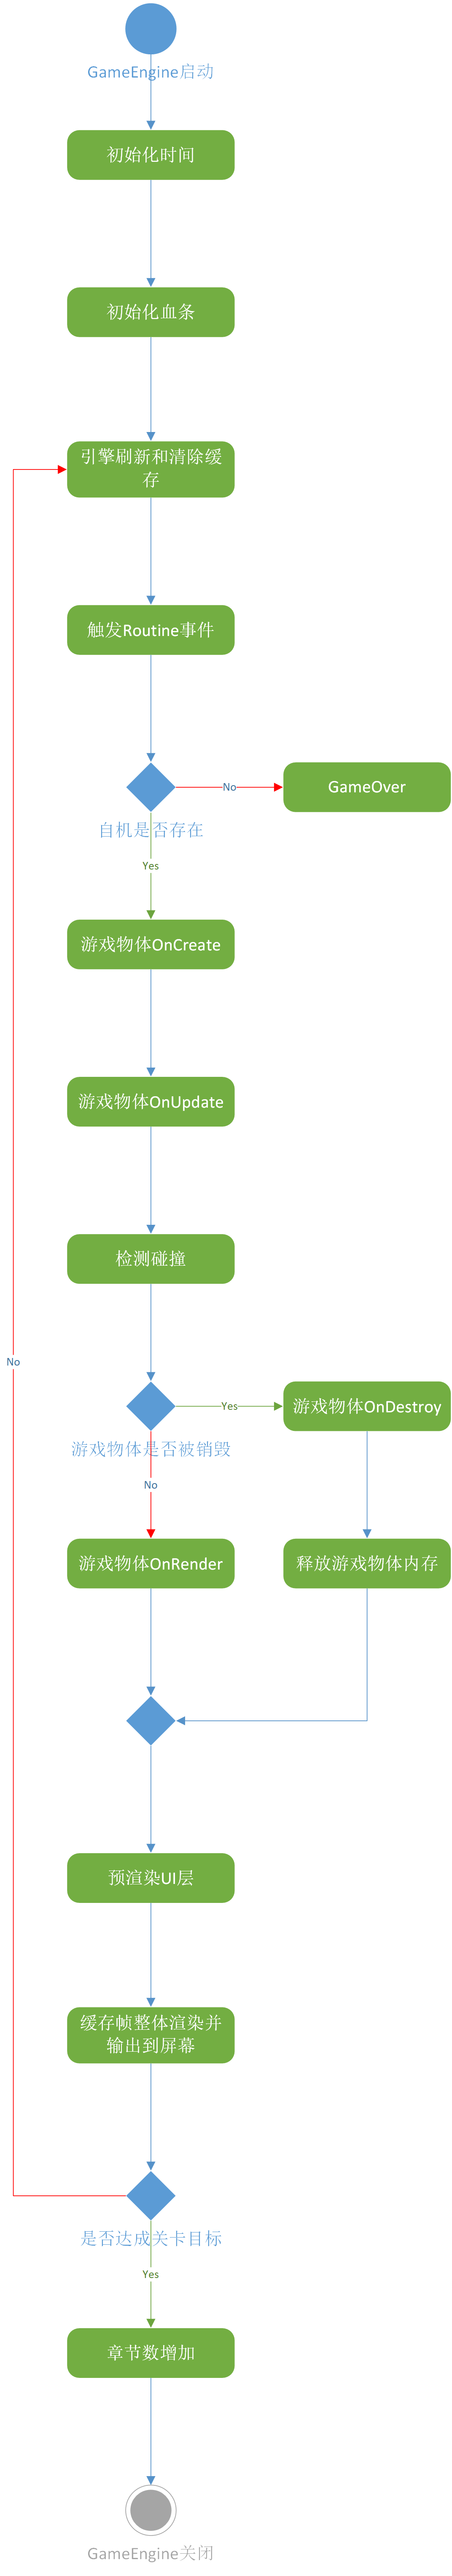 GameEngine启动
初始化时间
初始化血条
引擎刷新和清除缓
存
触发Routine事件
No
GameOver
自机是否存在
Yes
游戏物体OnCreate
游戏物体OnUpdate
检测碰撞
No
Yes
游戏物体OnDestroy
游戏物体是否被销毁
No
游戏物体OnRender
释放游戏物体内存
预渲染UI层
缓存帧整体渲染并
输出到屏幕
是否达成关卡目标
Yes
章节数增加
GameEngine关闭